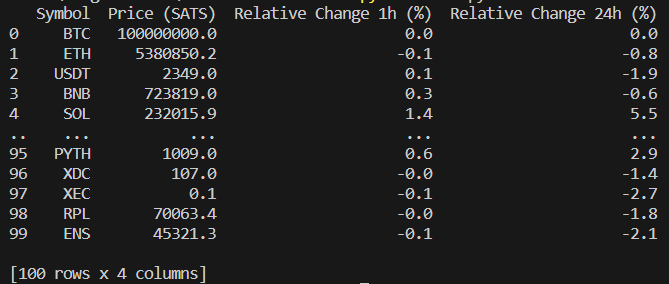 Symbol Price (SATS) Relative Change 1h (%) Relative Change 24h (%)
0 BTC 100000000.0 0.0 0.0
1 ETH 5380850.2 -0.1 -0.8
2 USDT 2349.0 0.1 -1.9
3 BNB 723819.0 0.3 -0.6
4 SOL 232015.9 1.4 5.5
.. ... ... ... ...
95 PYTH 1009.0 0.6 2.9
96 XDC 107.0 -0.0 -1.4
97 XEC 0.1 -0.1 -2.7
98 RPL 70063.4 -0.0 -1.8
99 ENS 45321.3 -0.1 -2.1
[100 rows x 4 columns]